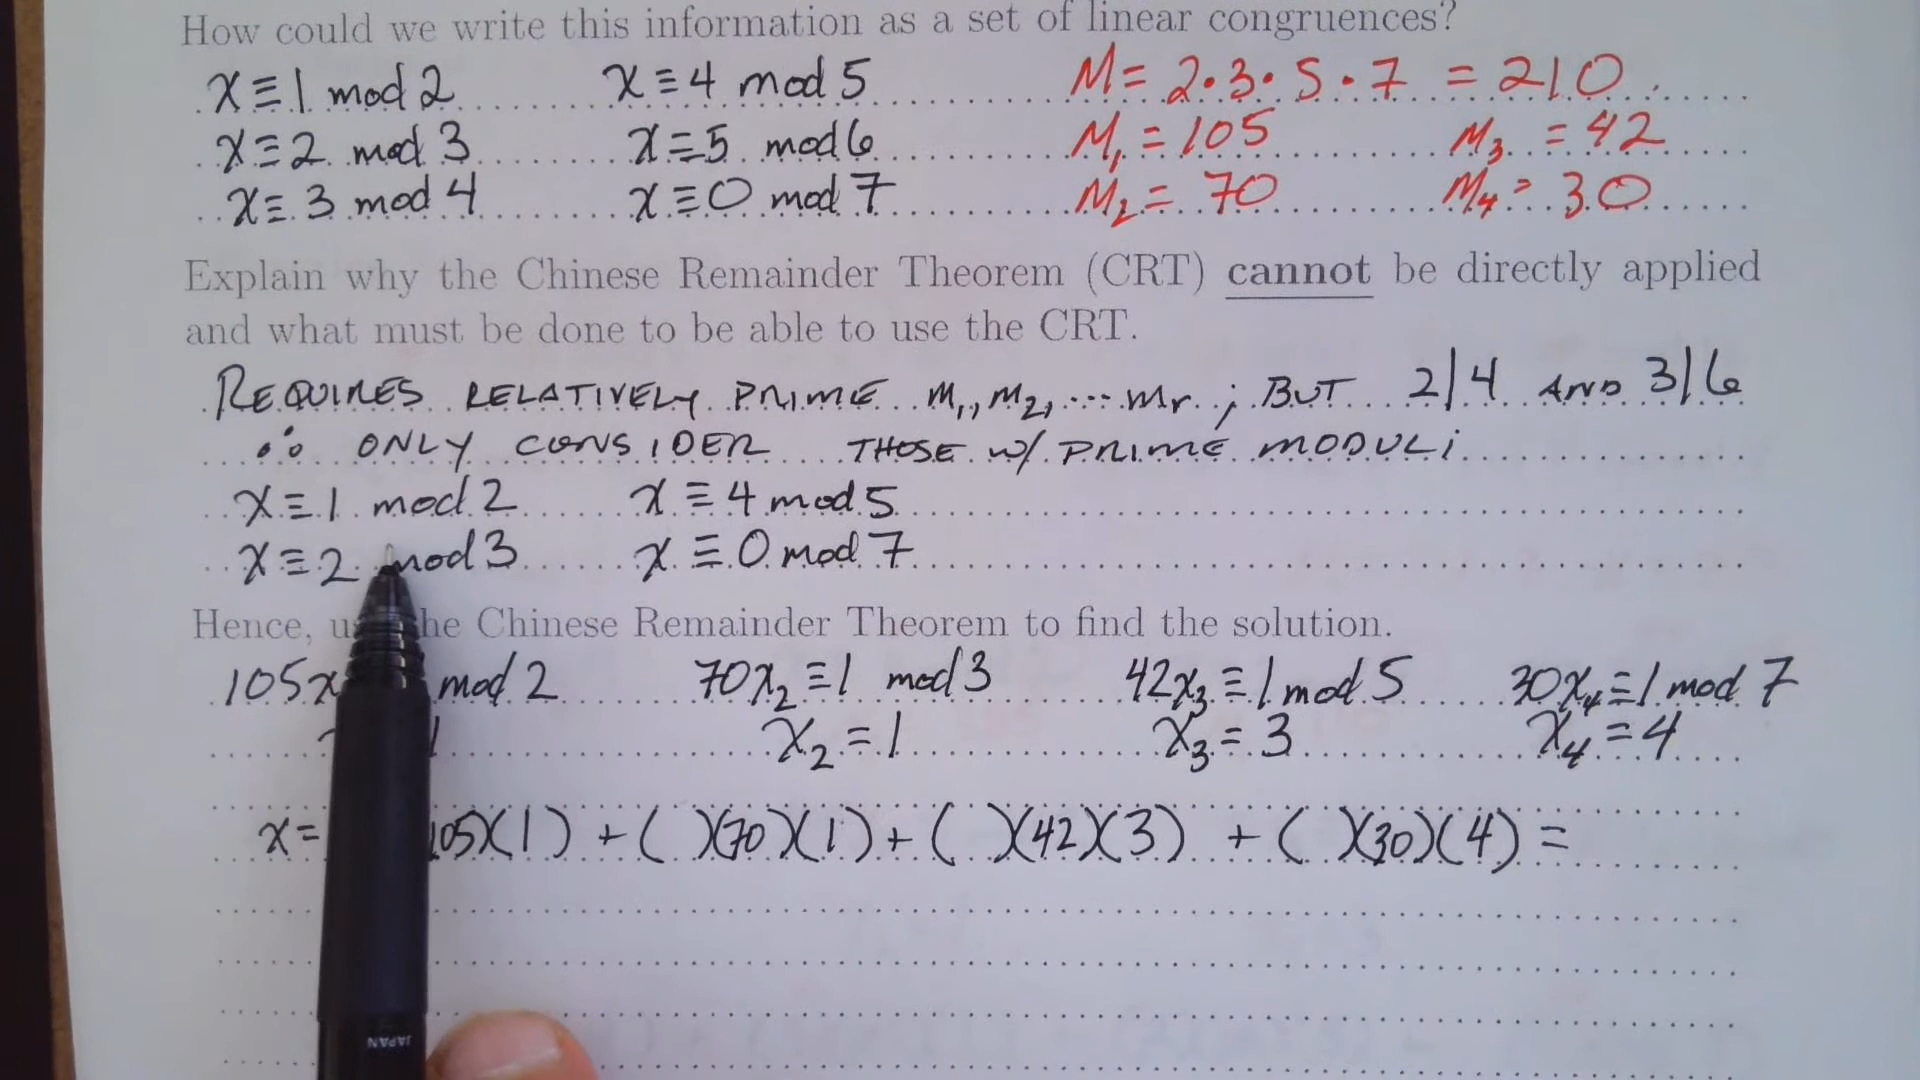 How could we write this information as a set of linear congruences?
x ≡ 1 mod 2 x ≡ 4 mod 5 M = 2·3·5·7 = 210
x ≡ 2 mod 3 x ≡ 5 mod 6 M₁ = 105 M₃ = 42
x ≡ 3 mod 4 x ≡ 0 mod 7 M₂ = 70 M₄ = 30
Explain why the Chinese Remainder Theorem (CRT) cannot be directly applied
and what must be done to be able to use the CRT.
REQUIRES RELATIVELY PRIME m₁, m₂, ... mr ; BUT 2|4 AND 3|6
∴ ONLY CONSIDER THOSE w/ PRIME MODULI
x ≡ 1 mod 2 x ≡ 4 mod 5
x ≡ 2 mod 3 x ≡ 0 mod 7
Hence, the Chinese Remainder Theorem to find the solution.
105x mod 2 70x₂ ≡ 1 mod 3 42x₃ ≡ 1 mod 5 30x₄ ≡ 1 mod 7
1 x₂ = 1 x₃ = 3 x₄ = 4
x = 105)(1) + ( )(70)(1) + ( )(42)(3) + ( )(30)(4) =
JAPAN